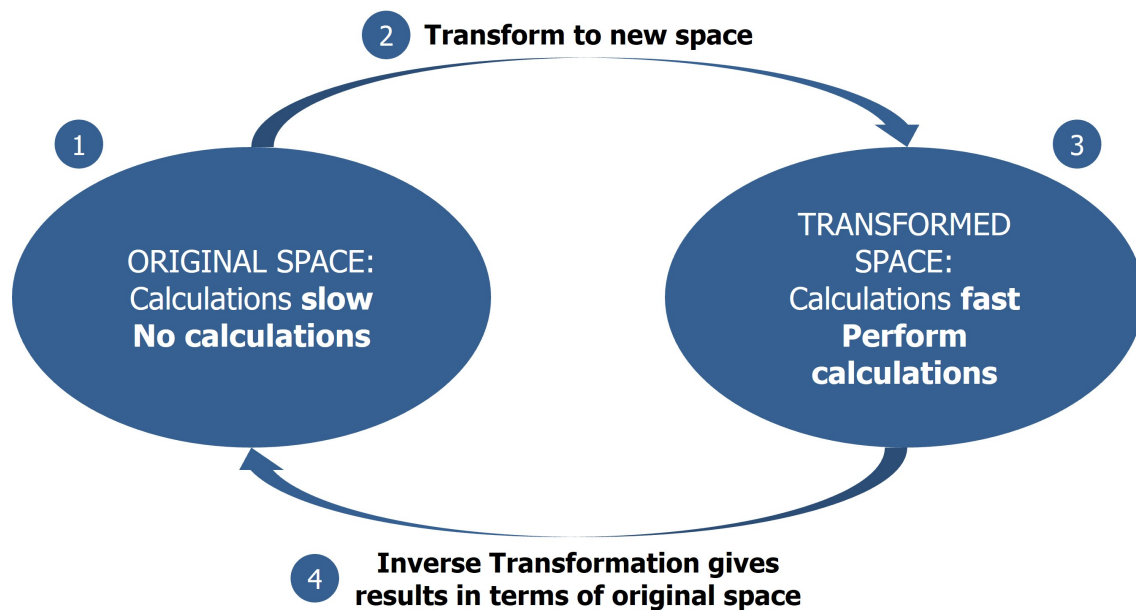 2
Transform to new space
1
ORIGINAL SPACE:
Calculations slow
No calculations
3
TRANSFORMED
SPACE:
Calculations fast
Perform
calculations
4
Inverse Transformation gives
results in terms of original space